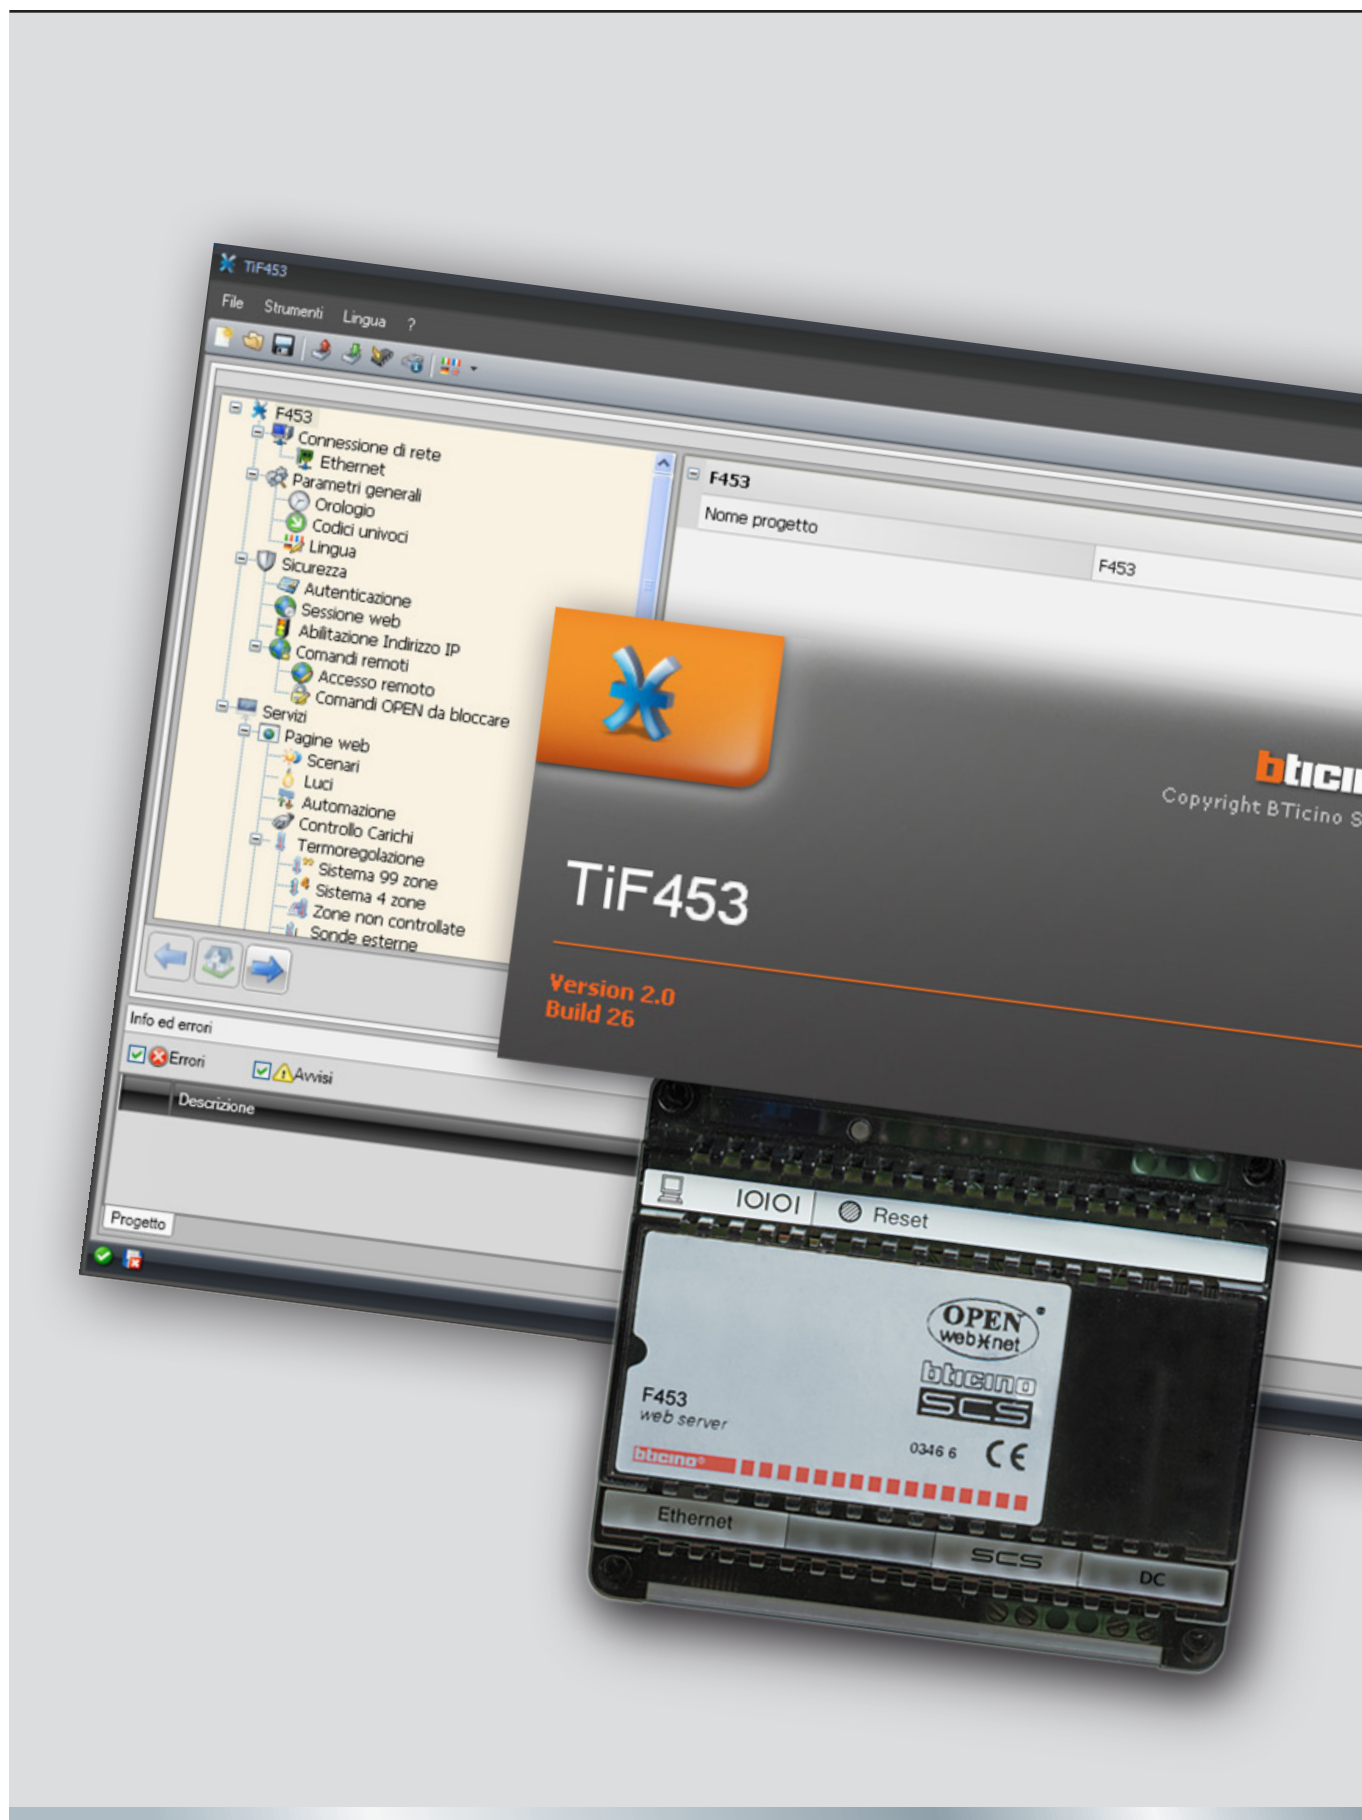 TiF453
File Strumenti Lingua ?
F453
Connessione di rete
Ethernet
Parametri generali
Orologio
Codici univoci
Lingua
Sicurezza
Autenticazione
Sessione web
Abilitazione Indirizzo IP
Comandi remoti
Accesso remoto
Comandi OPEN da bloccare
Servizi
Pagine web
Scenari
Luci
Automazione
Controllo Carichi
Termoregolazione
Sistema 99 zone
Sistema 4 zone
Zone non controllate
Sonde esterne
F453
Nome progetto F453
Info ed errori
Errori Avvisi
Descrizione
Progetto
bticin
Copyright BTicino S
TiF453
Version 2.0
Build 26
IOIOI Reset
OPEN
web net
bticino
SCS
F453
web server
0346 6 CE
bticino®
Ethernet SCS DC